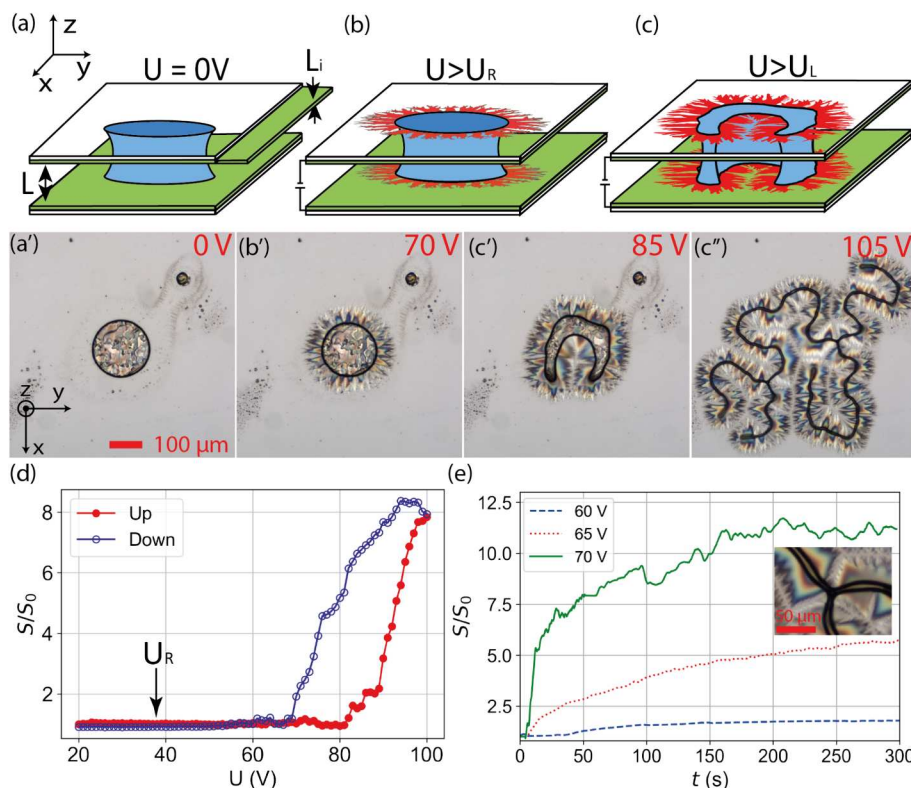 (a)
z
y
x
U = 0V
Li
L
(b)
U>UR
(c)
U>UL
(a')
0 V
z
y
x
100 µm
(b')
70 V
(c')
85 V
(c'')
105 V
(d)
Up
Down
S/S0
8
6
4
2
UR
20
40
60
80
100
U (V)
(e)
60 V
65 V
70 V
S/S0
12.5
10.0
7.5
5.0
2.5
50 µm
0
50
100
150
200
250
300
t (s)